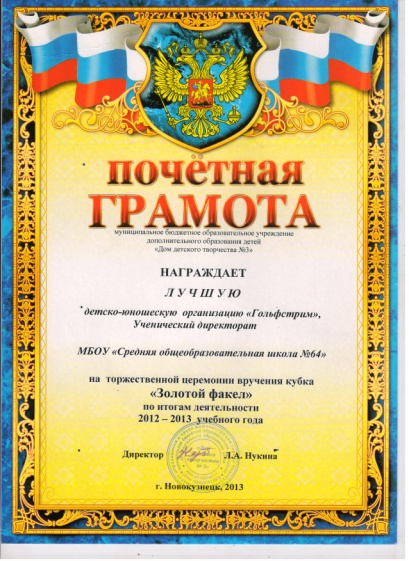 почётная
ГРАМОТА
муниципальное бюджетное образовательное учреждение
дополнительного образования детей
«Дом детского творчества №3»
НАГРАЖДАЕТ
ЛУЧШУЮ
детско-юношескую организацию «Гольфстрим»,
Ученический директорат
МБОУ «Средняя общеобразовательная школа №64»
на торжественной церемонии вручения кубка
«Золотой факел»
по итогам деятельности
2012 – 2013 учебного года
Директор Л.А. Нукина
г. Новокузнецк, 2013